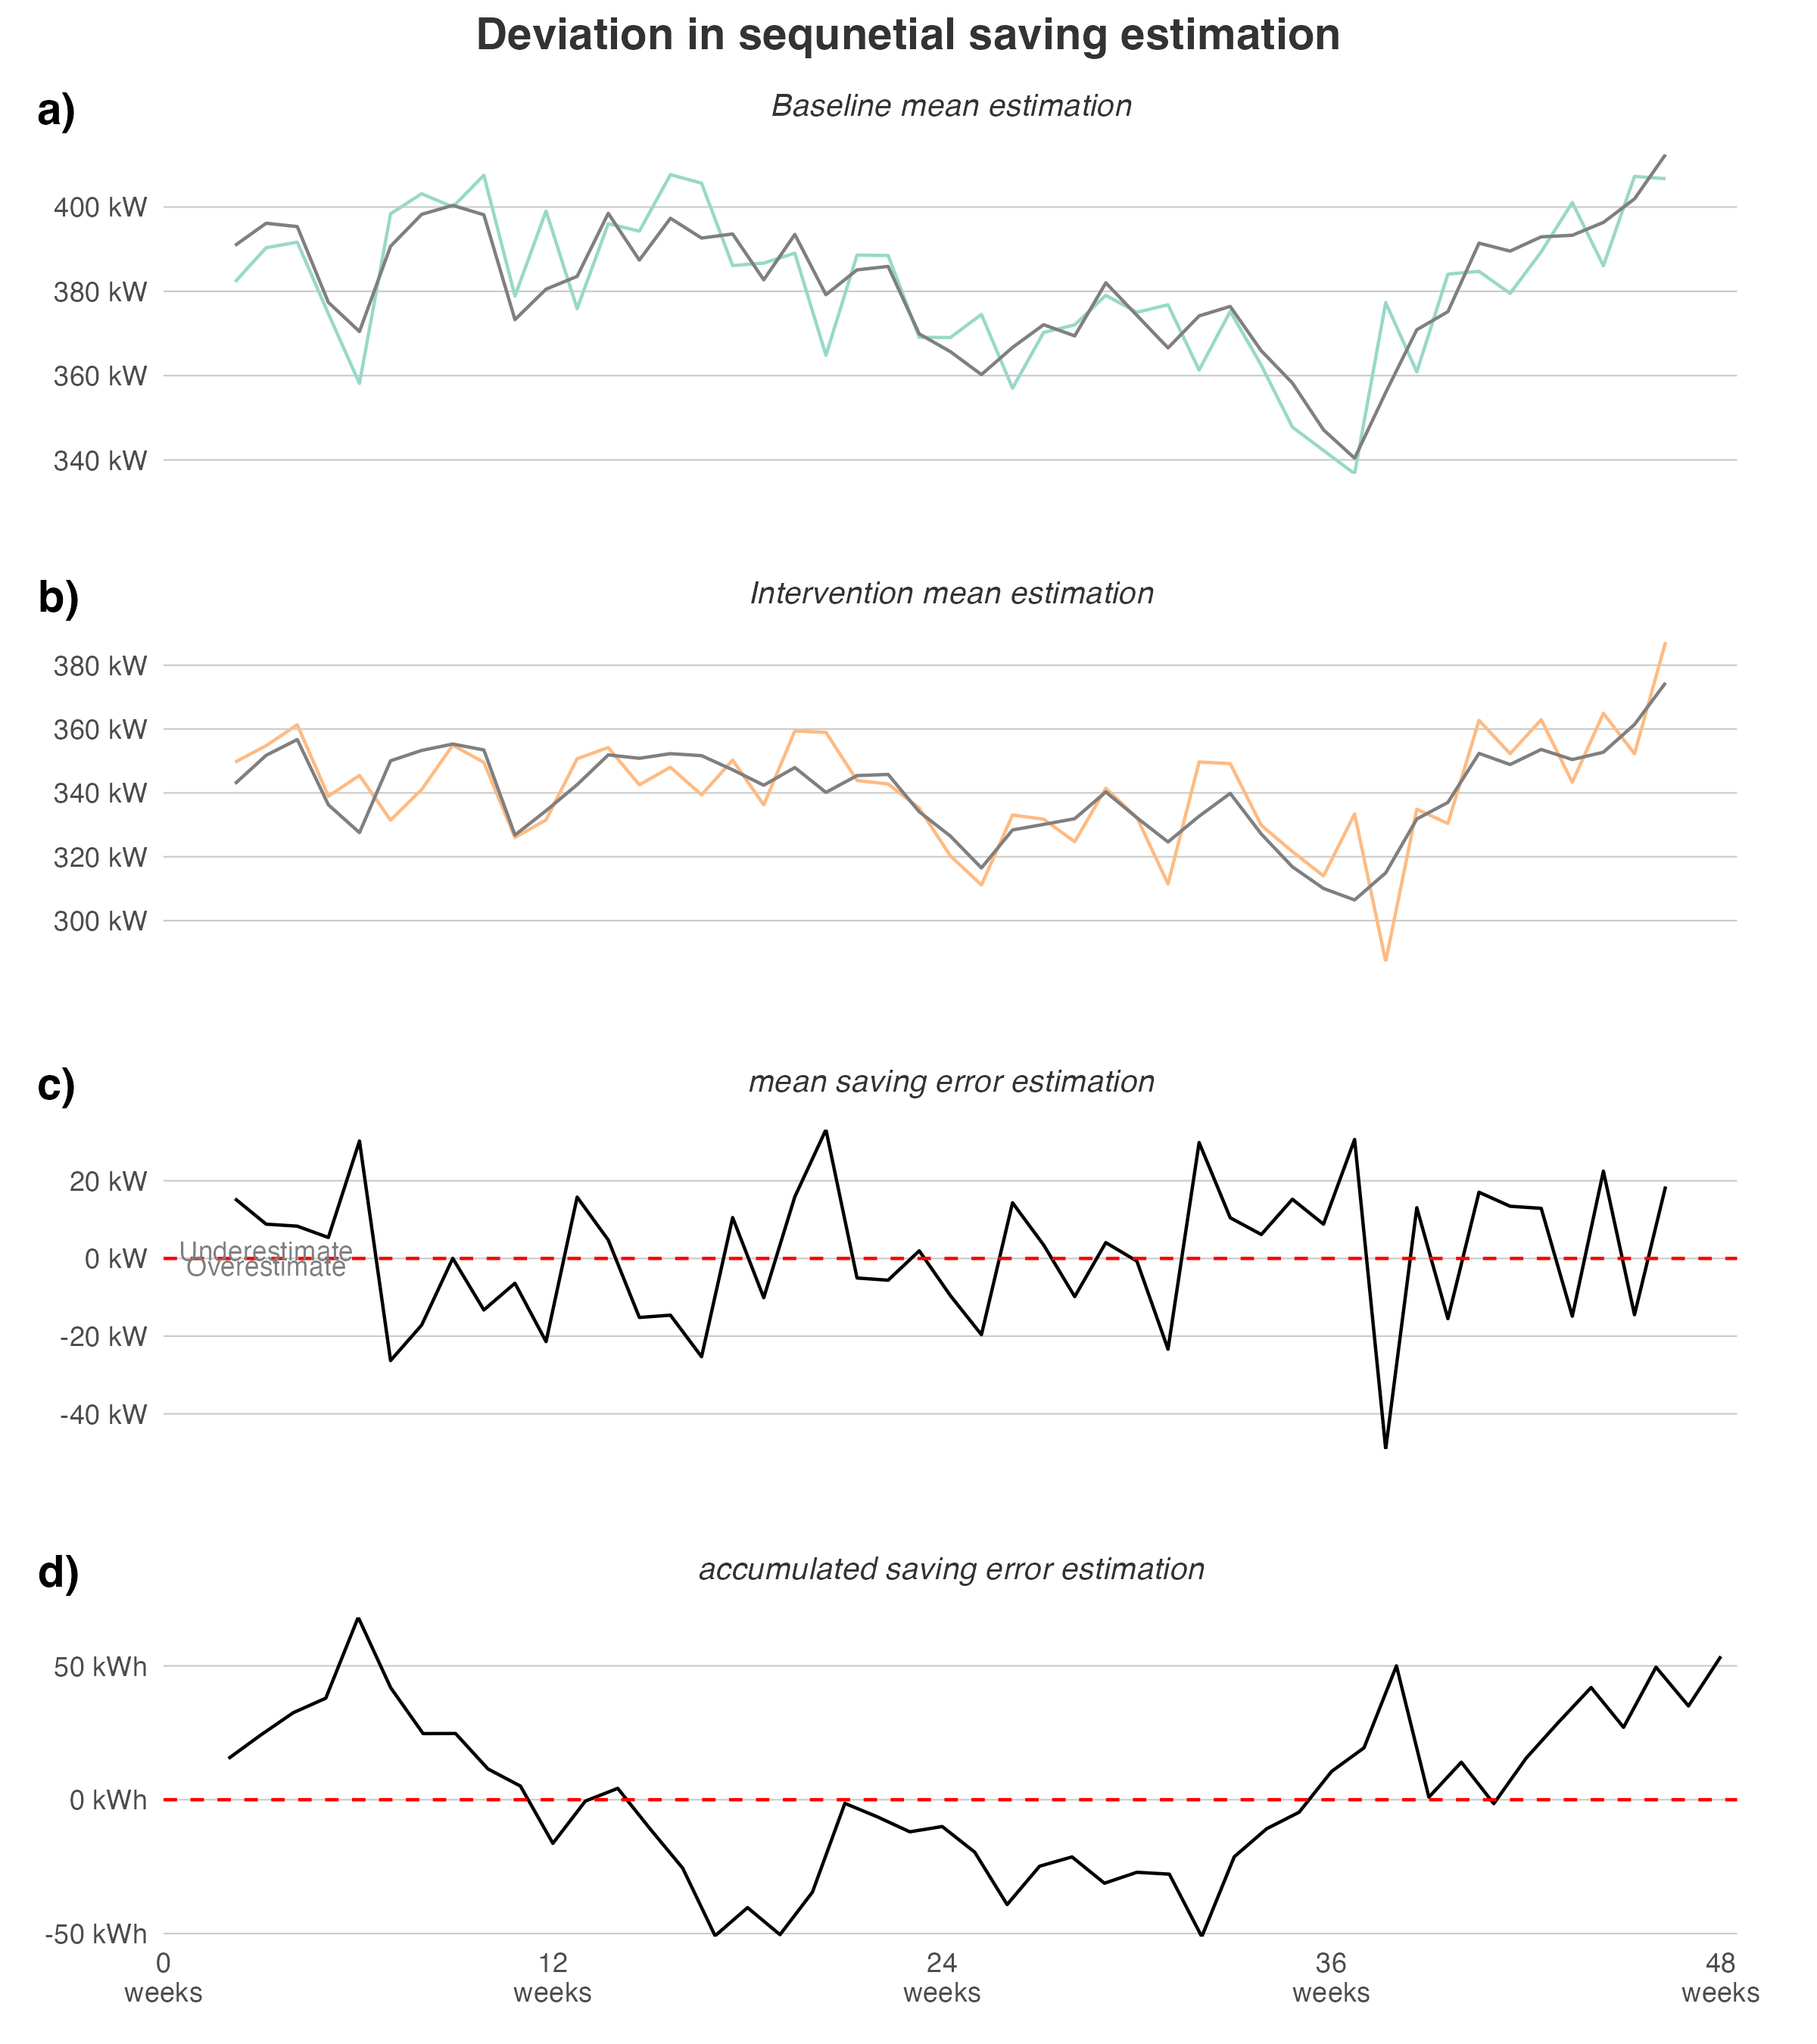 Deviation in sequnetial saving estimation
a)
Baseline mean estimation
400 kW
380 kW
360 kW
340 kW
b)
Intervention mean estimation
380 kW
360 kW
340 kW
320 kW
300 kW
c)
mean saving error estimation
20 kW
Underestimate
0 kW
Overestimate
-20 kW
-40 kW
d)
accumulated saving error estimation
50 kWh
0 kWh
-50 kWh
0 12 24 36 48
weeks weeks weeks weeks weeks